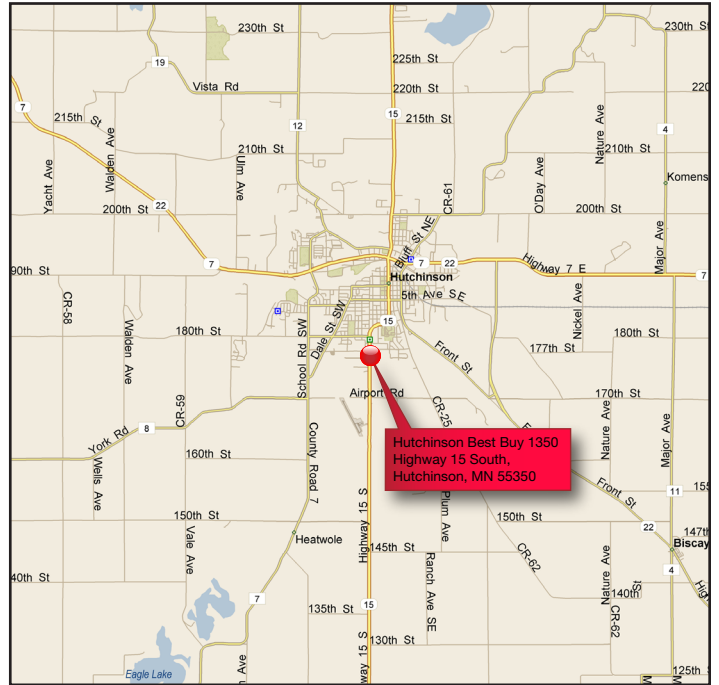 230th St
230th St
225th St
19
Vista Rd
220th St
220
7
215th St
12
15
215th St
4
210th St
210th St
Yacht Ave
Walden Ave
Ulm Ave
CR-61
O'Day Ave
Nature Ave
Komens
22
200th St
200th St
Bluff St NE
Major Ave
7
7
22
Highway 7 E
7
90th St
Hutchinson
5th Ave SE
CR-58
Walden Ave
School Rd SW
Dale St SW
15
Nickel Ave
180th St
180th St
Front St
177th St
CR-59
Airport Rd
170th St
CR-25
York Rd
8
Nature Ave
Major Ave
Hutchinson Best Buy 1350
Highway 15 South,
Hutchinson, MN 55350
160th St
Wells Ave
County Road 7
F
Front St
11
155
Plum Ave
150th St
150th St
22
147th
Vale Ave
Heatwole
Highway 15 S
145th St
CR-62
Biscay
4
40th St
Ranch Ave SE
Nature Ave
140th St
High
7
135th St
15
CR-62
130th St
Eagle Lake
Ave
way 15 S
125th St
M
M